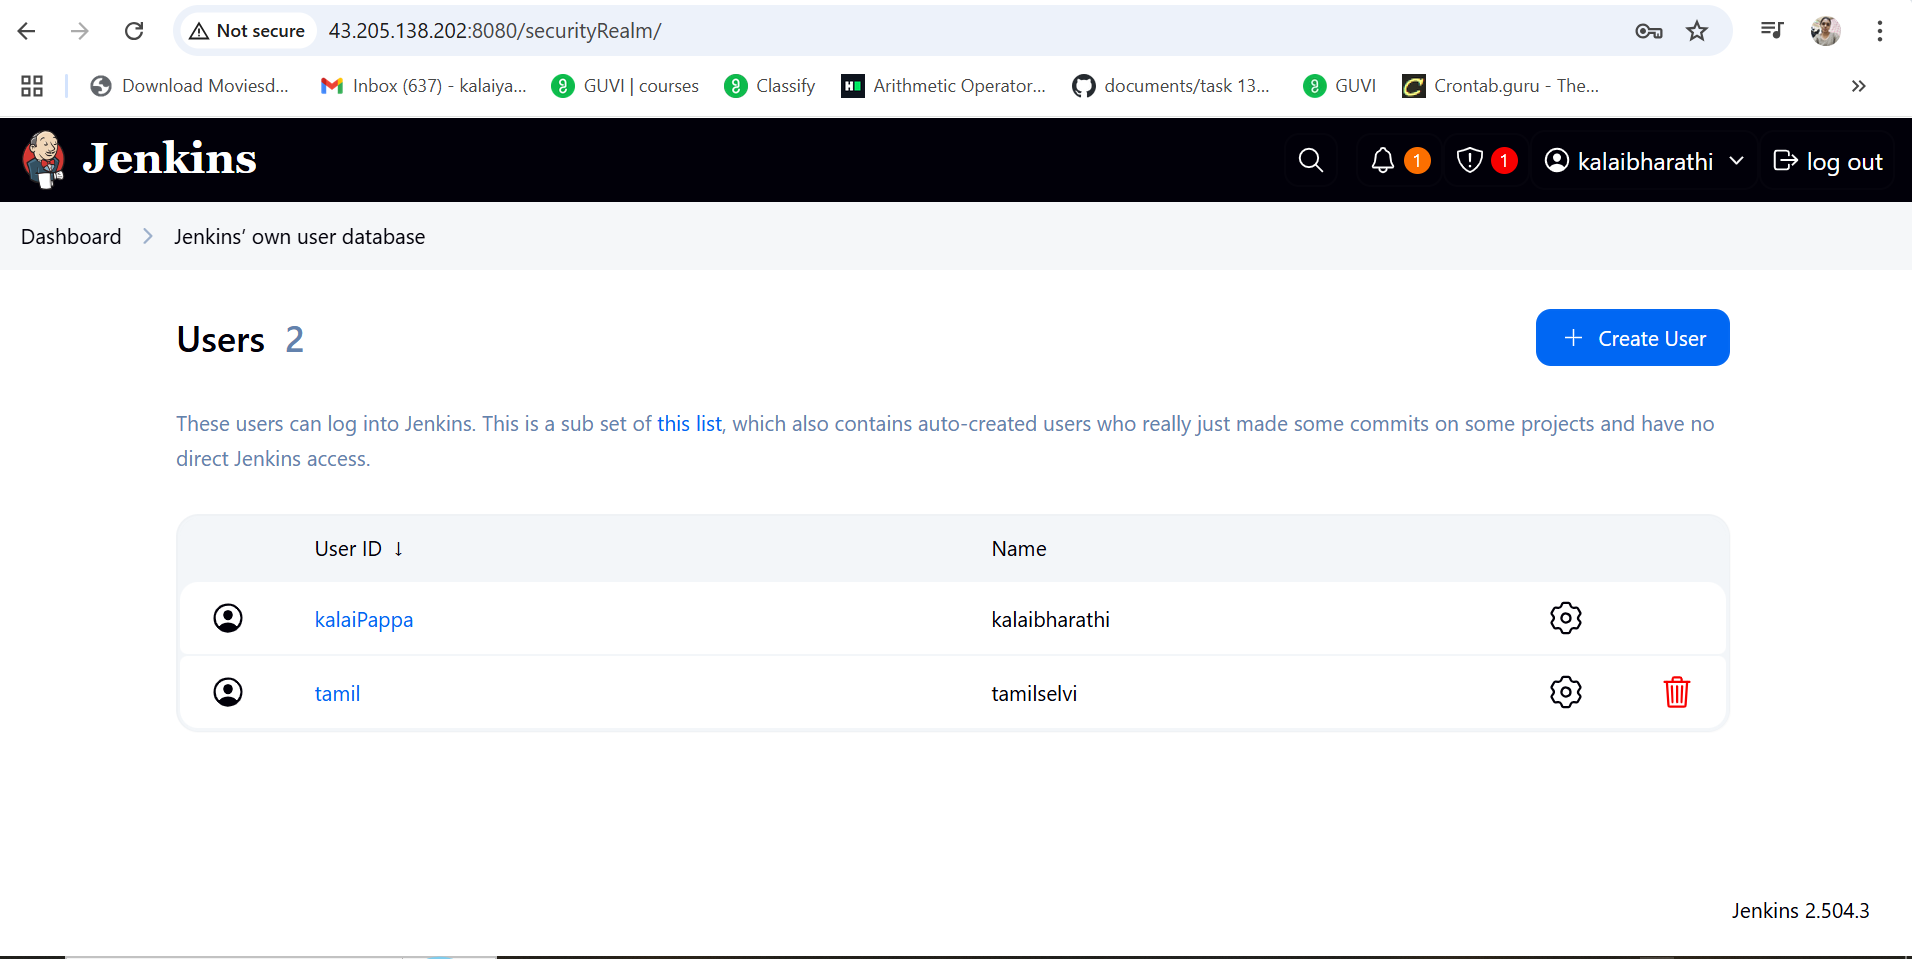 Not secure 43.205.138.202:8080/securityRealm/
Download Moviesd... Inbox (637) - kalaiya... GUVI | courses Classify Arithmetic Operator... documents/task 13... GUVI Crontab.guru - The...
Jenkins 1 1 kalaibharathi log out
Dashboard Jenkins’ own user database
Users 2 Create User
These users can log into Jenkins. This is a sub set of this list, which also contains auto-created users who really just made some commits on some projects and have no
direct Jenkins access.
User ID ↓ Name
kalaiPappa kalaibharathi
tamil tamilselvi
Jenkins 2.504.3